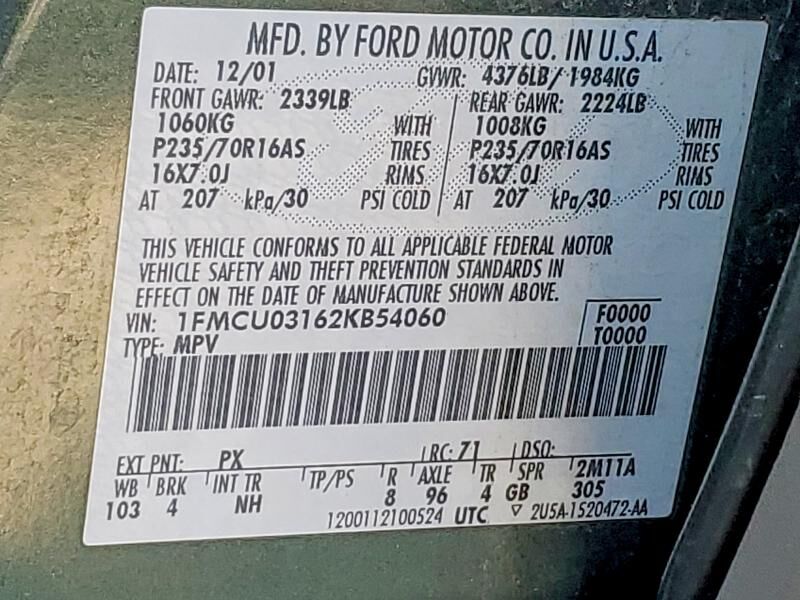 MFD. BY FORD MOTOR CO. IN U.S.A.
DATE: 12/01 GVWR: 4376LB/1984KG
FRONT GAWR: 2339LB REAR GAWR: 2224LB
1060KG WITH 1008KG WITH
P235/70R16AS TIRES P235/70R16AS TIRES
16X7.0J RIMS 16X7.0J RIMS
AT 207 kPa/30 PSI COLD AT 207 kPa/30 PSI COLD
THIS VEHICLE CONFORMS TO ALL APPLICABLE FEDERAL MOTOR
VEHICLE SAFETY AND THEFT PREVENTION STANDARDS IN
EFFECT ON THE DATE OF MANUFACTURE SHOWN ABOVE.
VIN: 1FMCU03162KB54060 F0000
TYPE: MPV T0000
EXT PNT: PX RC: 71 DSO:
WB BRK INT TR TP/PS R AXLE TR SPR 2M11A
103 4 NH 8 96 4 GB 305
1200112100524 UTC ▽ 2U5A-1520472-AA